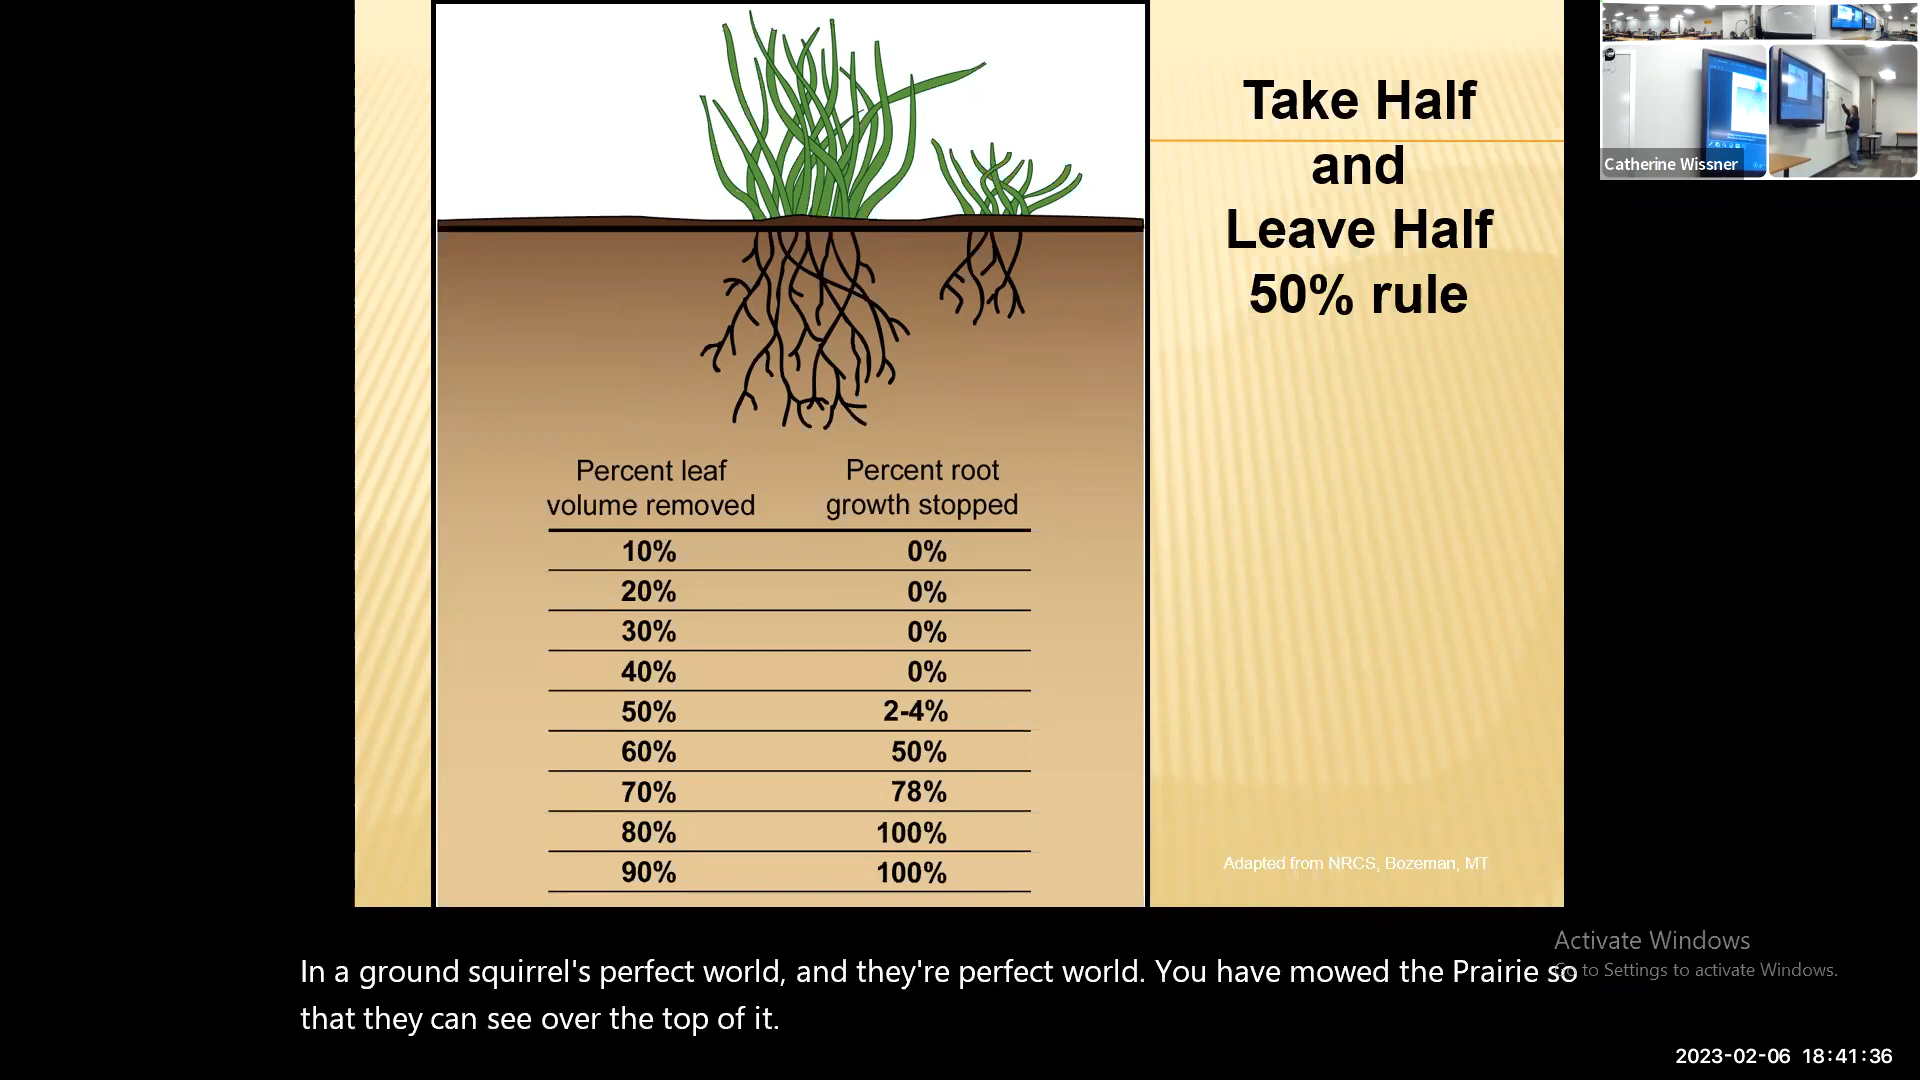 Take Half
and
Leave Half
50% rule
Catherine Wissner
Percent leaf volume removed
Percent root growth stopped
10% 0%
20% 0%
30% 0%
40% 0%
50% 2-4%
60% 50%
70% 78%
80% 100%
90% 100%
Adapted from NRCS, Bozeman, MT
Activate Windows
Go to Settings to activate Windows.
In a ground squirrel's perfect world, and they're perfect world. You have mowed the Prairie so
that they can see over the top of it.
2023-02-06 18:41:36